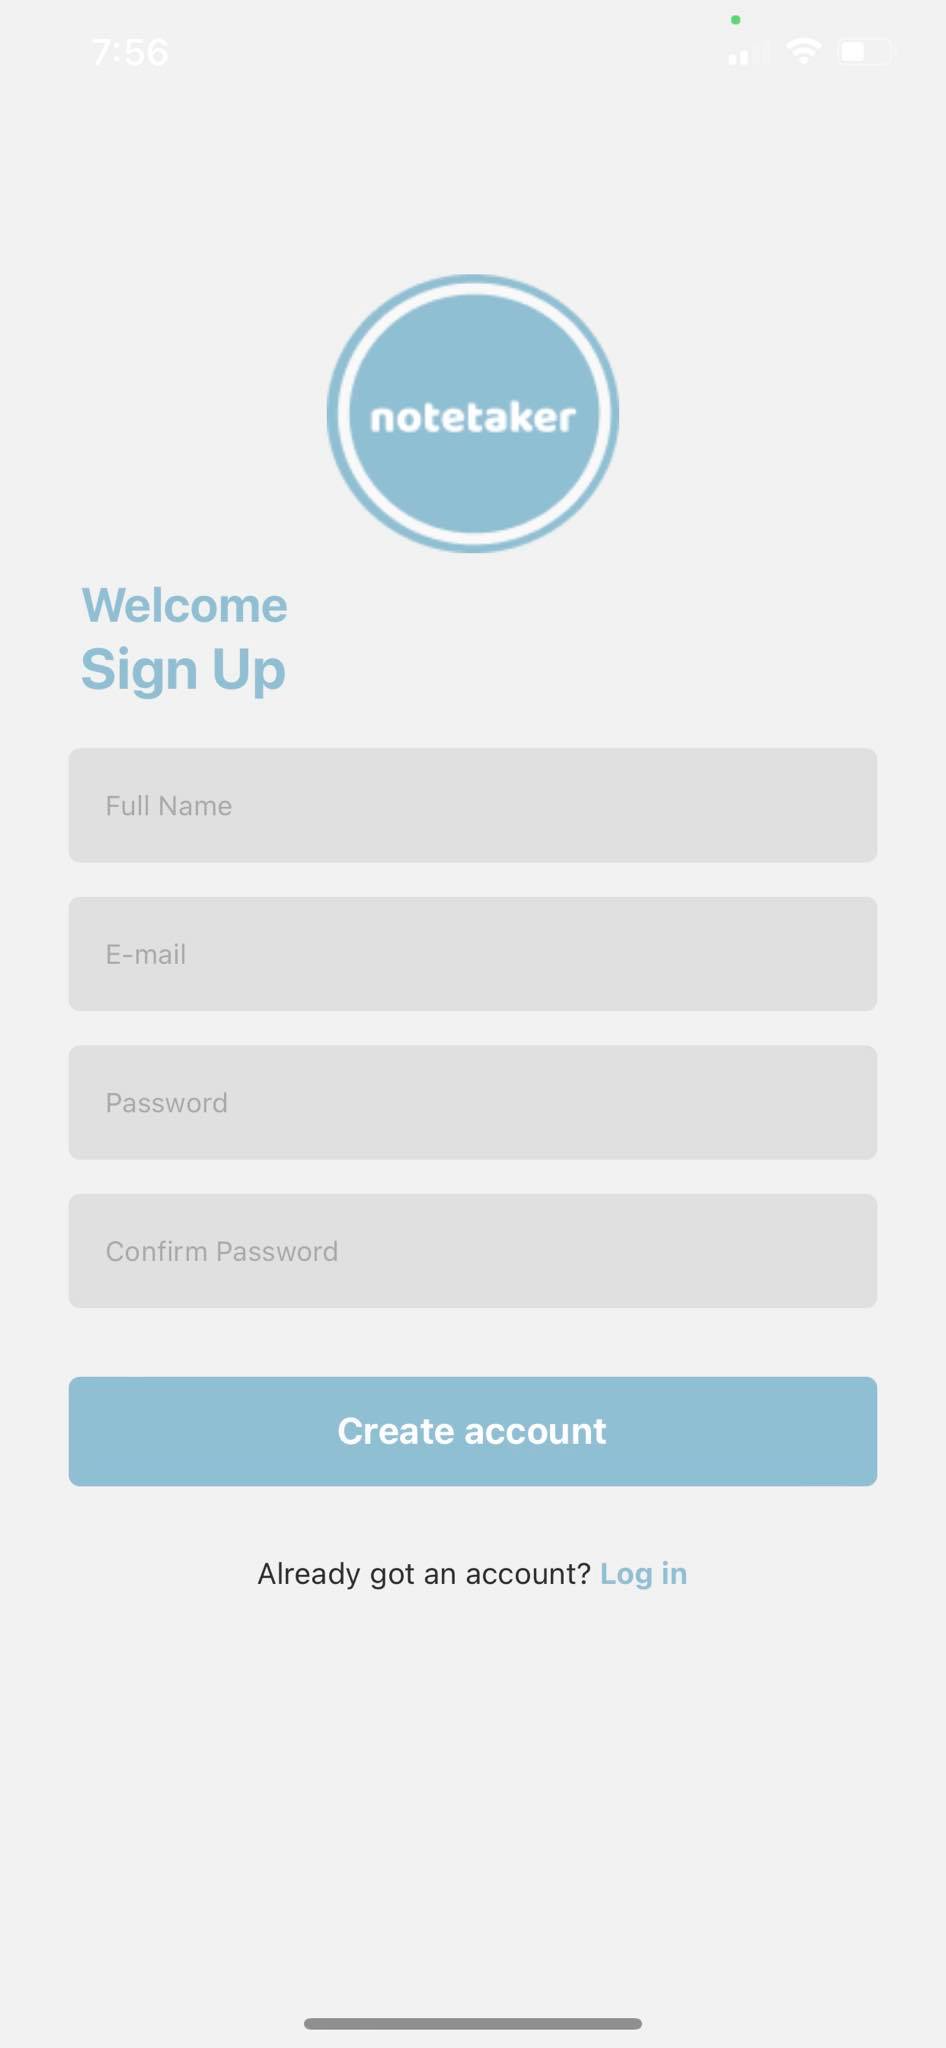 7:56
notetaker
Welcome
Sign Up
Full Name
E-mail
Password
Confirm Password
Create account
Already got an account? Log in